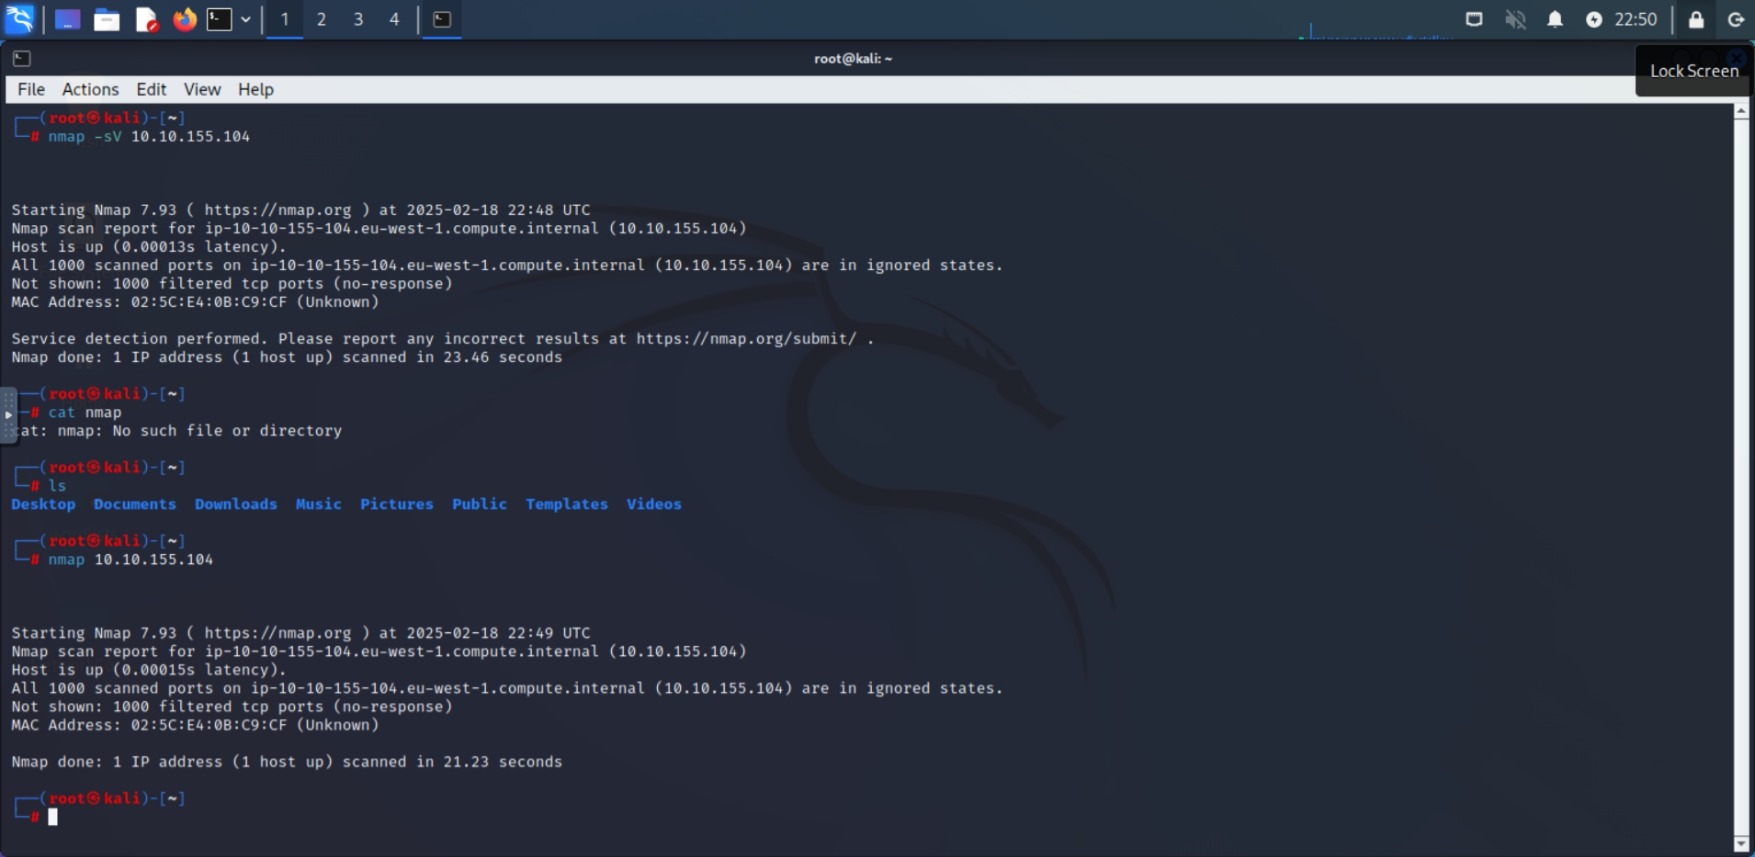 1 2 3 4 22:50
root@kali: ~
Lock Screen
File Actions Edit View Help
┌──(root㉿kali)-[~]
└─# nmap -sV 10.10.155.104
Starting Nmap 7.93 ( https://nmap.org ) at 2025-02-18 22:48 UTC
Nmap scan report for ip-10-10-155-104.eu-west-1.compute.internal (10.10.155.104)
Host is up (0.00013s latency).
All 1000 scanned ports on ip-10-10-155-104.eu-west-1.compute.internal (10.10.155.104) are in ignored states.
Not shown: 1000 filtered tcp ports (no-response)
MAC Address: 02:5C:E4:0B:C9:CF (Unknown)
Service detection performed. Please report any incorrect results at https://nmap.org/submit/ .
Nmap done: 1 IP address (1 host up) scanned in 23.46 seconds
──(root㉿kali)-[~]
─# cat nmap
cat: nmap: No such file or directory
┌──(root㉿kali)-[~]
└─# ls
Desktop Documents Downloads Music Pictures Public Templates Videos
┌──(root㉿kali)-[~]
└─# nmap 10.10.155.104
Starting Nmap 7.93 ( https://nmap.org ) at 2025-02-18 22:49 UTC
Nmap scan report for ip-10-10-155-104.eu-west-1.compute.internal (10.10.155.104)
Host is up (0.00015s latency).
All 1000 scanned ports on ip-10-10-155-104.eu-west-1.compute.internal (10.10.155.104) are in ignored states.
Not shown: 1000 filtered tcp ports (no-response)
MAC Address: 02:5C:E4:0B:C9:CF (Unknown)
Nmap done: 1 IP address (1 host up) scanned in 21.23 seconds
┌──(root㉿kali)-[~]
└─#